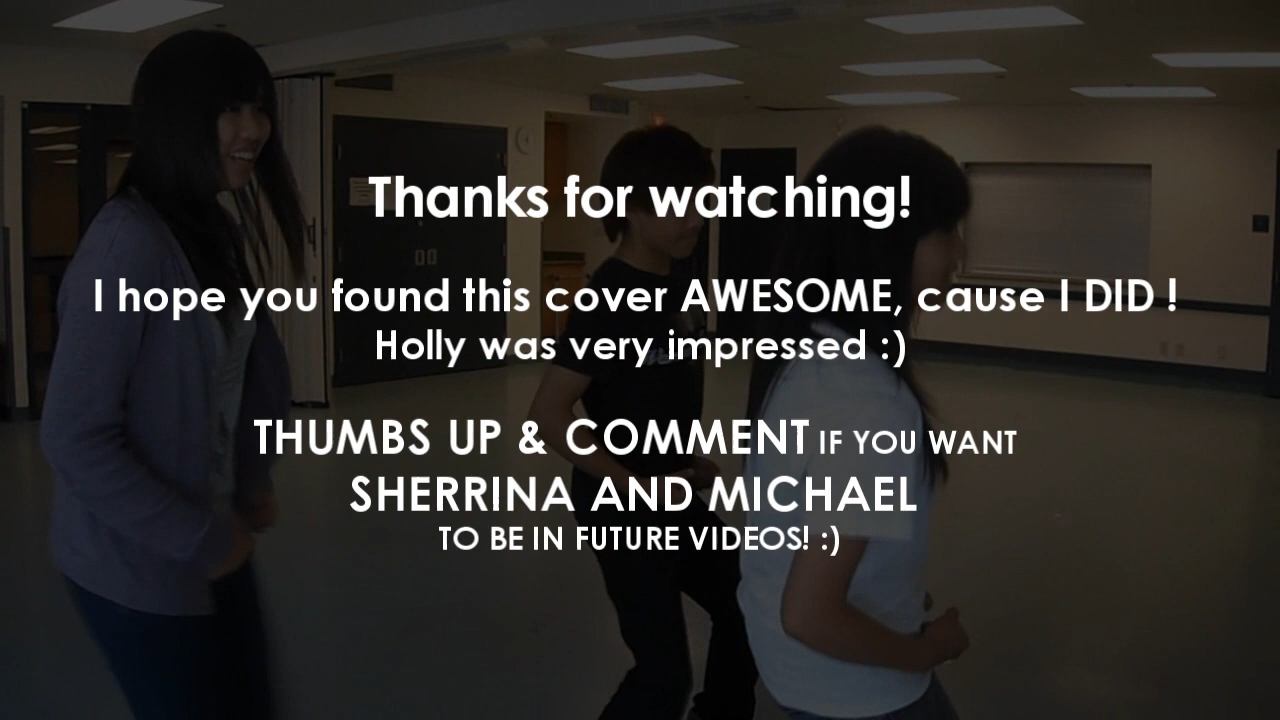 Thanks for watching!
I hope you found this cover AWESOME, cause I DID !
Holly was very impressed :)
THUMBS UP & COMMENT IF YOU WANT
SHERRINA AND MICHAEL
TO BE IN FUTURE VIDEOS! :)